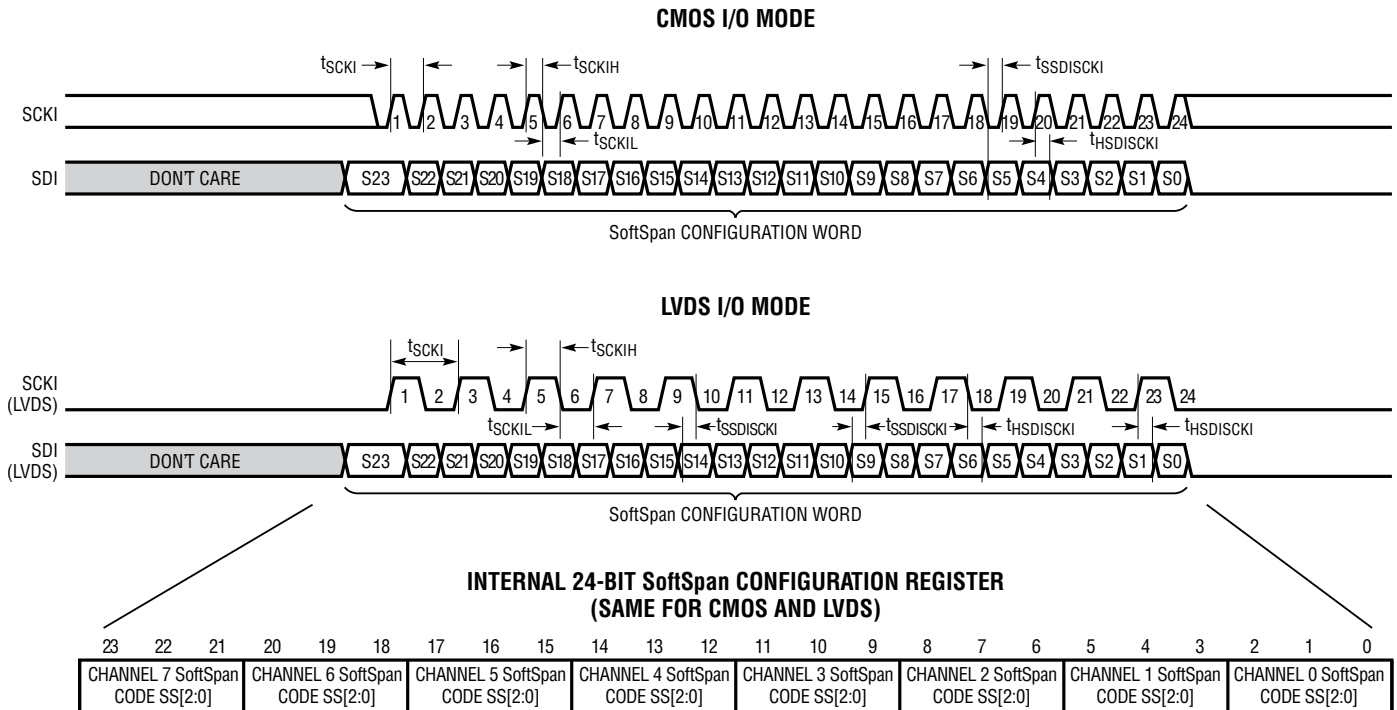 CMOS I/O MODE
tSCKI tSCKIH tSSDISCKI
SCKI 1 2 3 4 5 6 7 8 9 10 11 12 13 14 15 16 17 18 19 20 21 22 23 24
tSCKIL tHSDISCKI
SDI DON'T CARE S23 S22 S21 S20 S19 S18 S17 S16 S15 S14 S13 S12 S11 S10 S9 S8 S7 S6 S5 S4 S3 S2 S1 S0
SoftSpan CONFIGURATION WORD
LVDS I/O MODE
tSCKI tSCKIH
SCKI (LVDS) 1 2 3 4 5 6 7 8 9 10 11 12 13 14 15 16 17 18 19 20 21 22 23 24
tSCKIL tSSDISCKI tSSDISCKI tHSDISCKI tHSDISCKI
SDI (LVDS) DON'T CARE S23 S22 S21 S20 S19 S18 S17 S16 S15 S14 S13 S12 S11 S10 S9 S8 S7 S6 S5 S4 S3 S2 S1 S0
SoftSpan CONFIGURATION WORD
INTERNAL 24-BIT SoftSpan CONFIGURATION REGISTER
(SAME FOR CMOS AND LVDS)
23 22 21 20 19 18 17 16 15 14 13 12 11 10 9 8 7 6 5 4 3 2 1 0
CHANNEL 7 SoftSpan CHANNEL 6 SoftSpan CHANNEL 5 SoftSpan CHANNEL 4 SoftSpan CHANNEL 3 SoftSpan CHANNEL 2 SoftSpan CHANNEL 1 SoftSpan CHANNEL 0 SoftSpan
CODE SS[2:0] CODE SS[2:0] CODE SS[2:0] CODE SS[2:0] CODE SS[2:0] CODE SS[2:0] CODE SS[2:0] CODE SS[2:0]